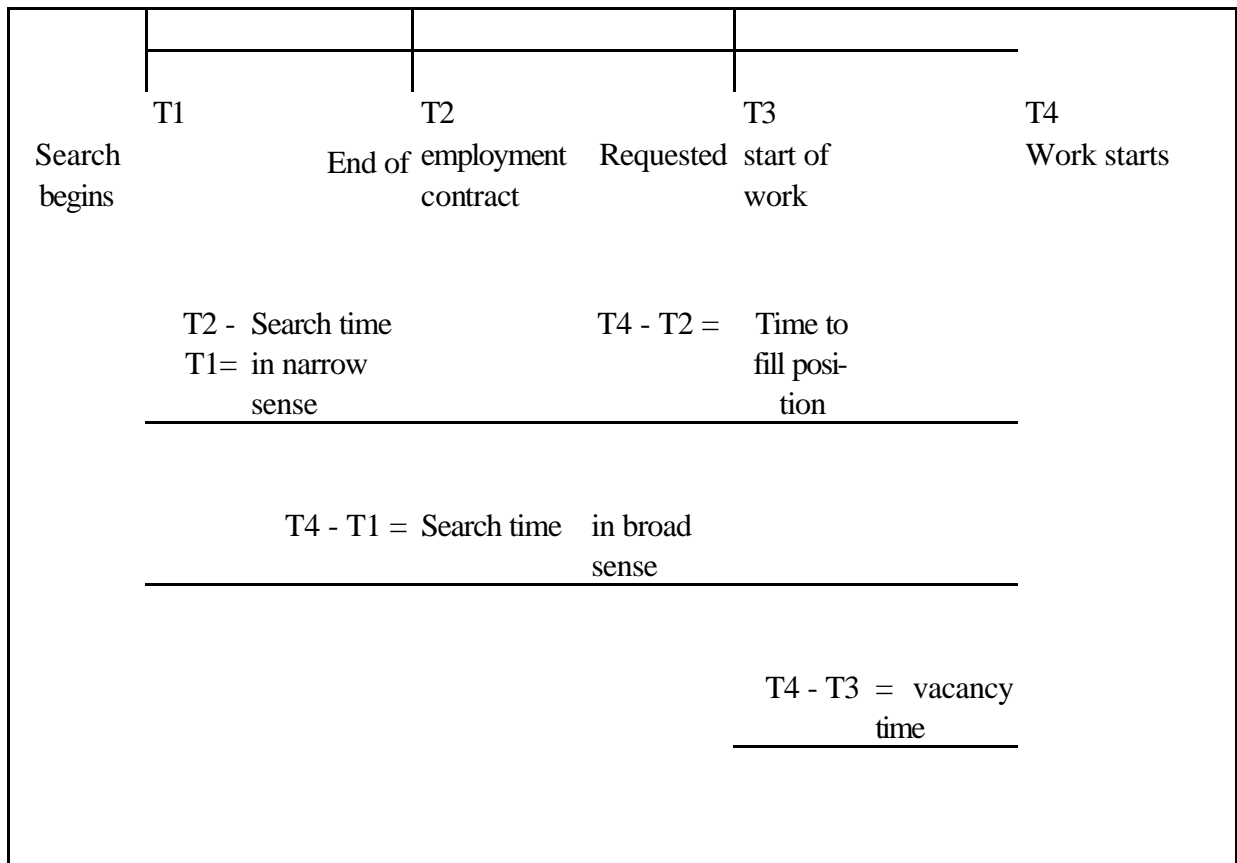 T1 T2 T3 T4
Search End of employment Requested start of Work starts
begins contract work
T2 - Search time T4 - T2 = Time to
T1= in narrow fill posi-
sense tion
T4 - T1 = Search time in broad
sense
T4 - T3 = vacancy
time